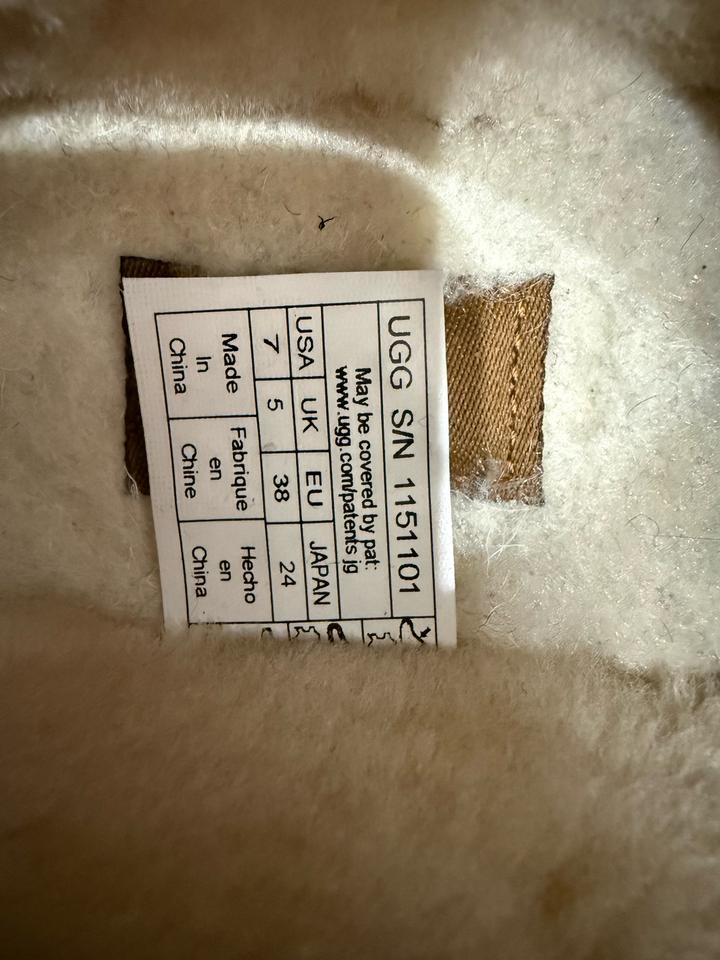 UGG S/N 1151101
May be covered by pat:
www.ugg.com/patents jg
USA UK EU JAPAN
7 5 38 24
Made Fabrique Hecho
In en en
China Chine China